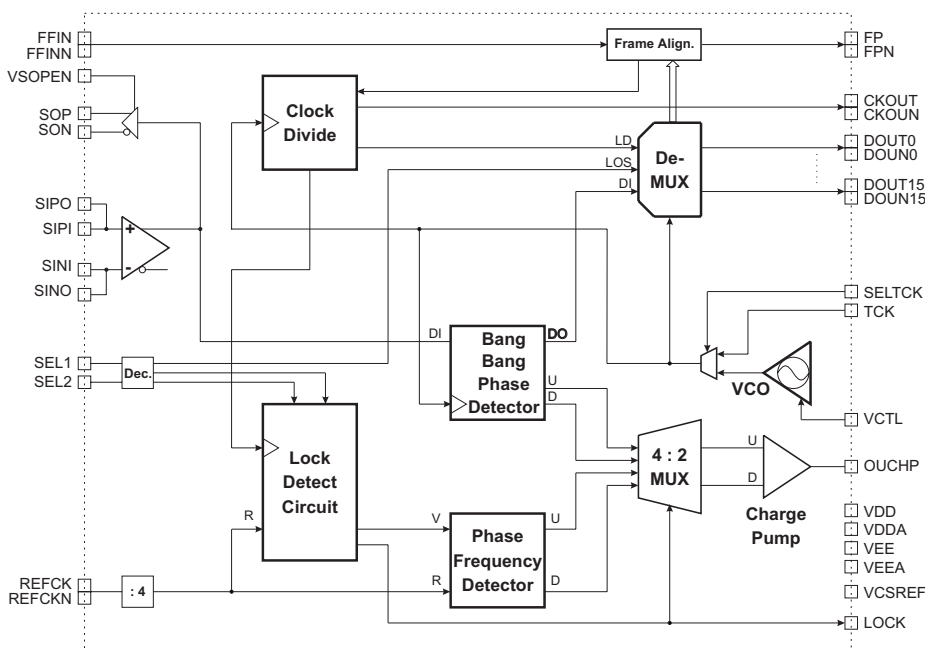 FFIN
FFINN
VSOPEN
SOP
SON
SIPO
SIPI
SINI
SINO
SEL1
SEL2
REFCK
REFCKN
+
-
Dec.
: 4
Clock
Divide
Frame Align.
LD
LOS
DI
De-
MUX
DI
Bang
Bang
Phase
Detector
DO
U
D
Lock
Detect
Circuit
R
V
R
Phase
Frequency
Detector
U
D
4 : 2
MUX
U
D
Charge
Pump
VCO
FP
FPN
CKOUT
CKOUN
DOUT0
DOUN0
DOUT15
DOUN15
SELTCK
TCK
VCTL
OUCHP
VDD
VDDA
VEE
VEEA
VCSREF
LOCK